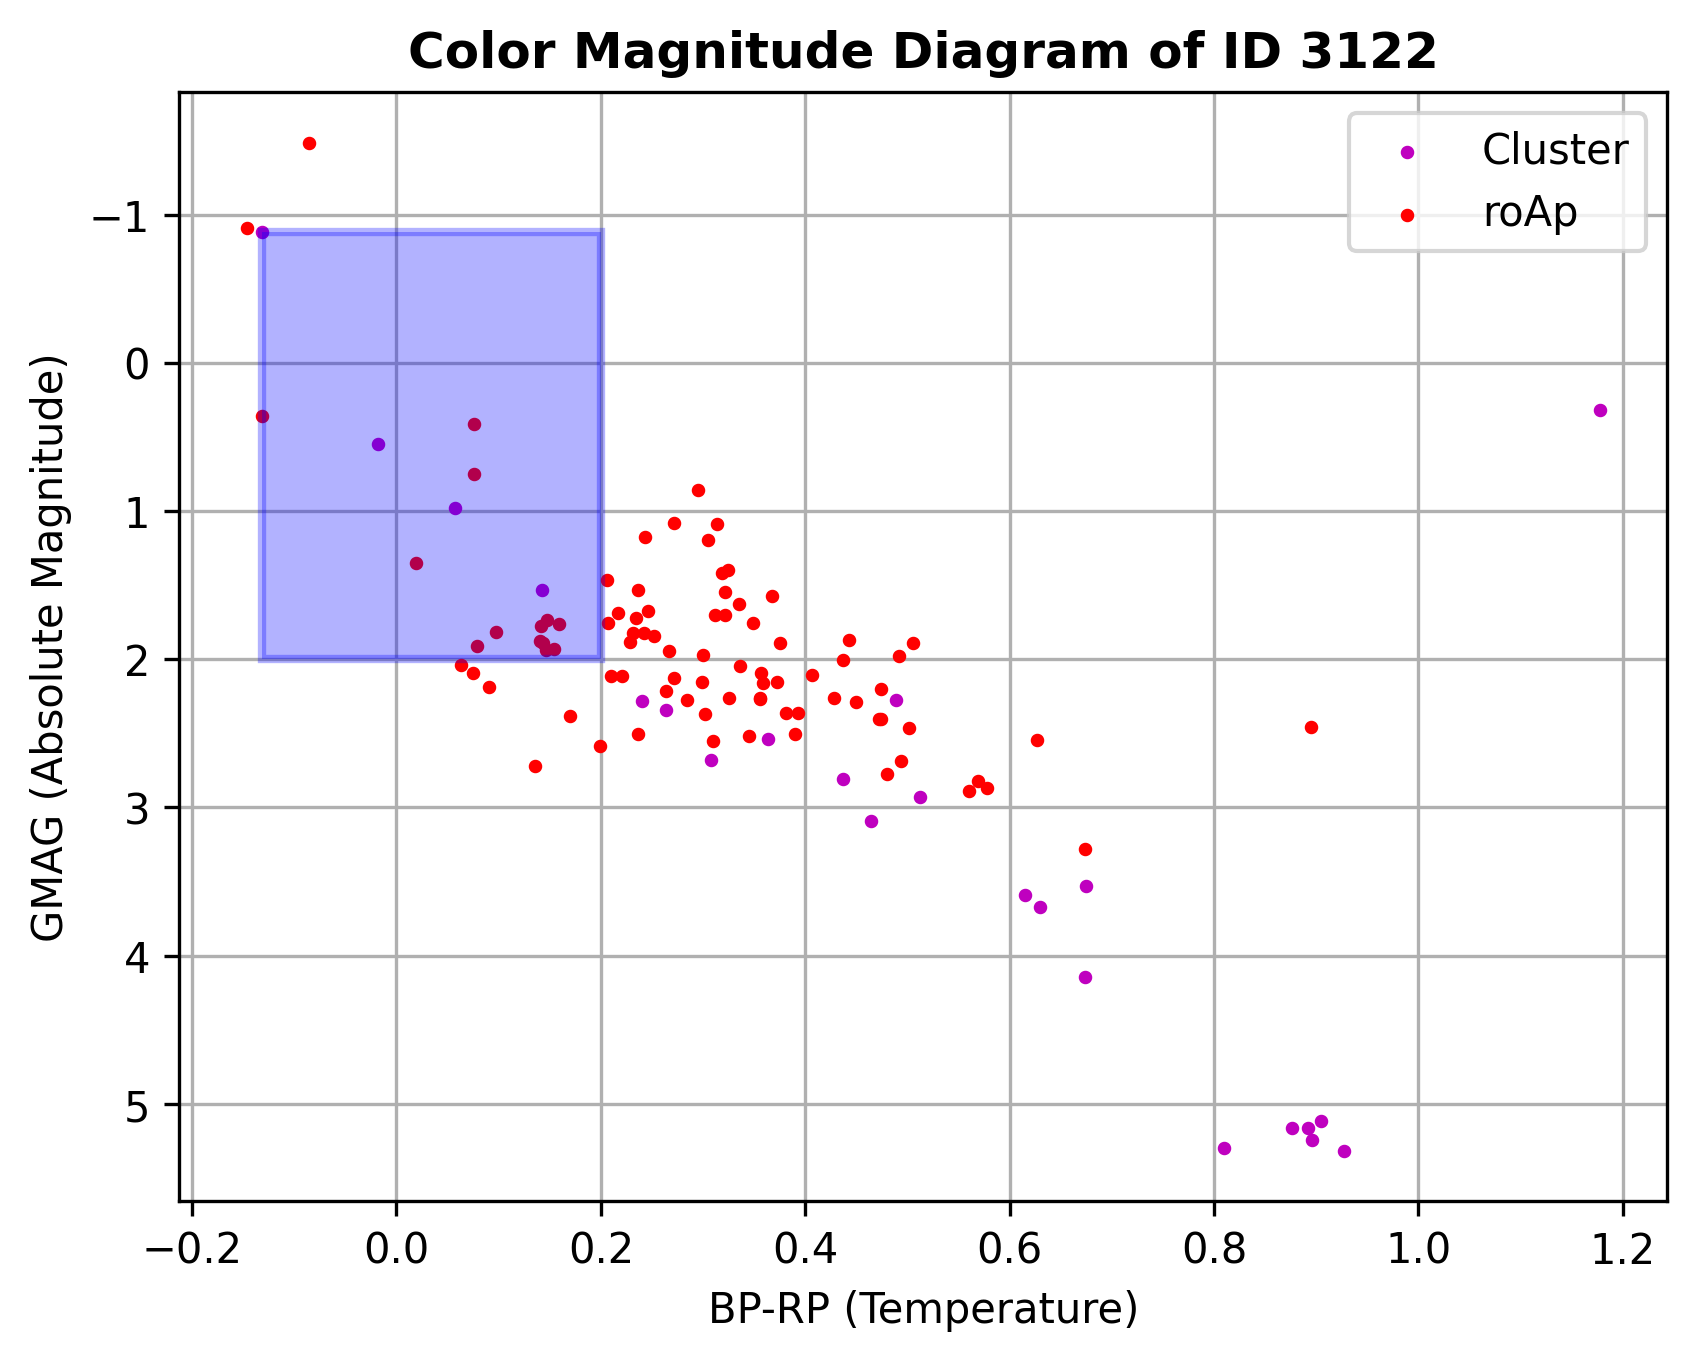 Color Magnitude Diagram of ID 3122
Cluster
roAp
GMAG (Absolute Magnitude)
−1
0
1
2
3
4
5
−0.2 0.0 0.2 0.4 0.6 0.8 1.0 1.2
BP-RP (Temperature)